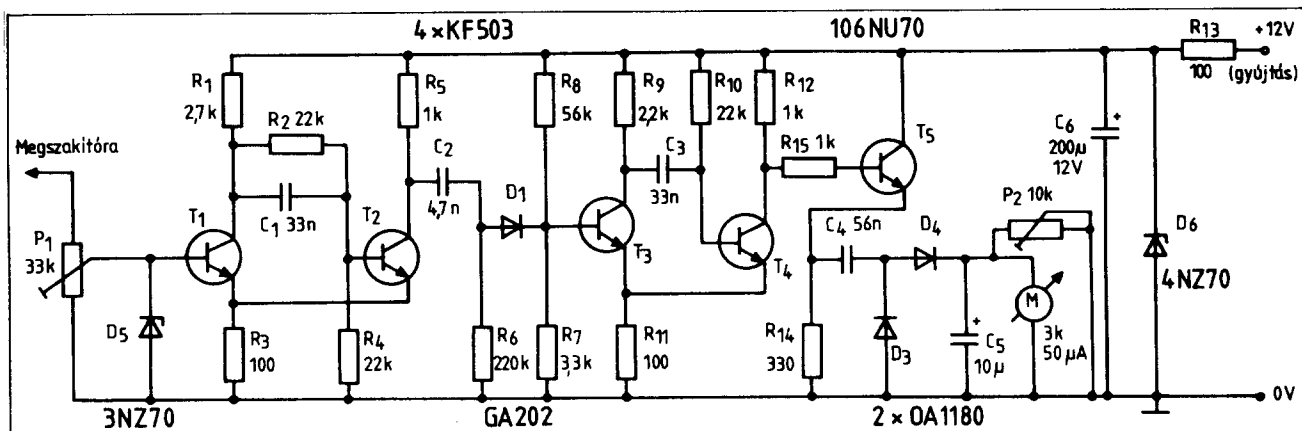 4×KF503
106NU70
R13
+12V
100
(gyújtás)
R1
2,7k
R2 22k
R5
1k
R8
56k
R9
2,2k
R10
22k
R12
1k
R15 1k
T5
C6
200µ
12V
Megszakítóra
C2
4,7n
C3
33n
D1
P1
33k
T1
C1 33n
T2
T3
T4
C4 56n
D4
P2 10k
D6
4NZ70
D5
R3
100
R4
22k
R6
220k
R7
3,3k
R11
100
R14
330
D3
C5
10µ
M
3k
50µA
3NZ70
GA202
2×OA1180
0V